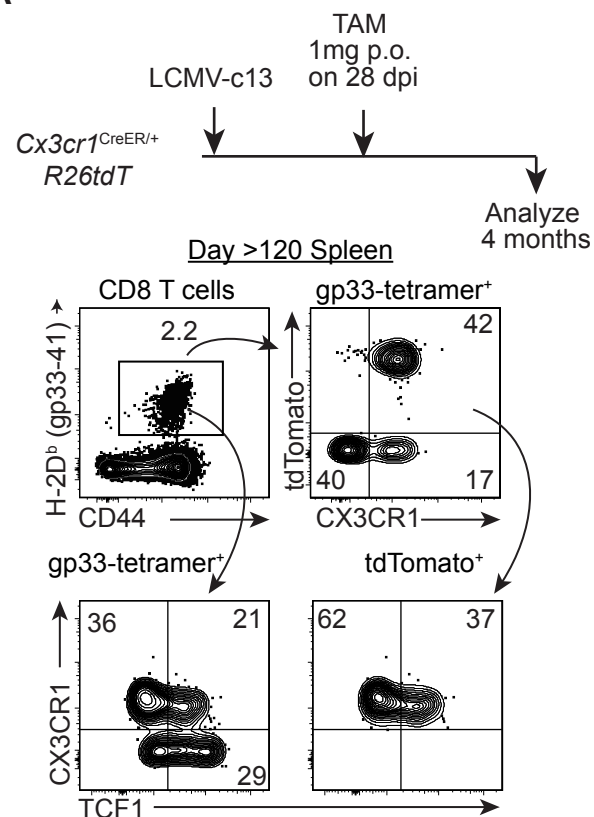 TAM
1mg p.o.
on 28 dpi
LCMV-c13
Cx3cr1CreER/+
R26tdT
Analyze
4 months
Day >120 Spleen
CD8 T cells
gp33-tetramer+
H-2Db (gp33-41)
2.2
CD44
tdTomato
42
40
17
CX3CR1
gp33-tetramer+
tdTomato+
CX3CR1
36
21
29
62
37
TCF1